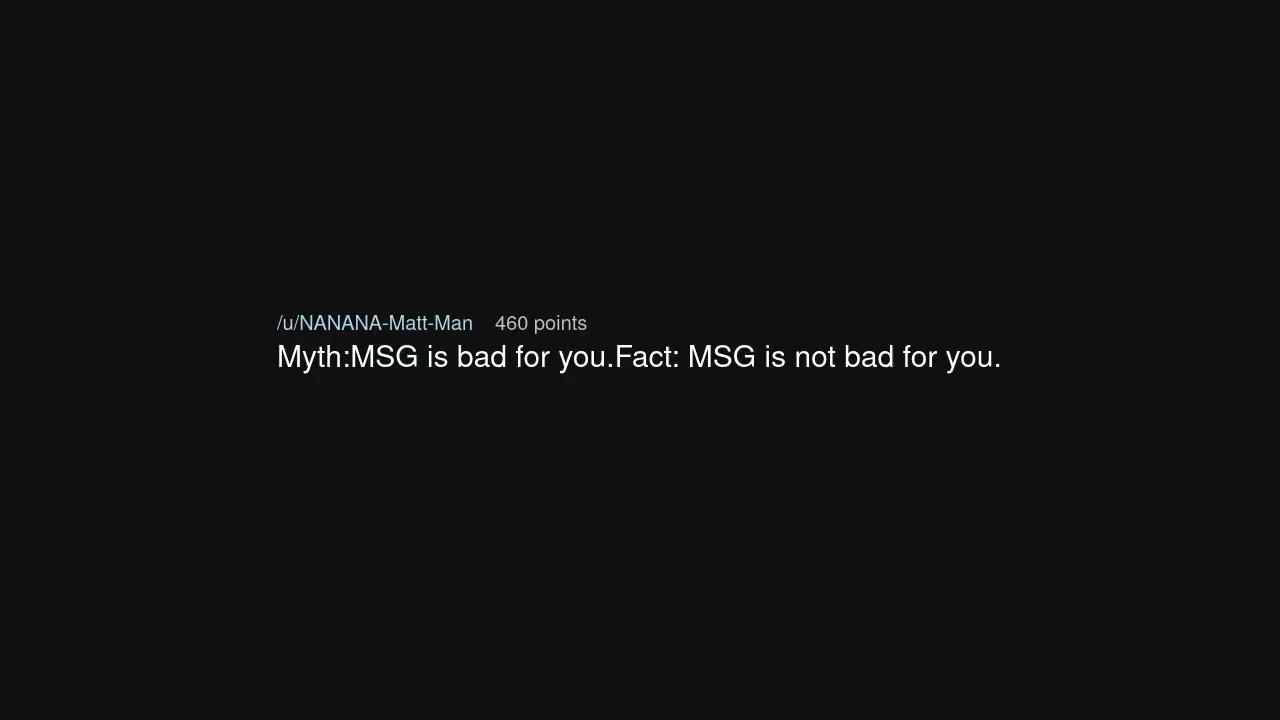 /u/NANANA-Matt-Man 460 points
Myth:MSG is bad for you.Fact: MSG is not bad for you.